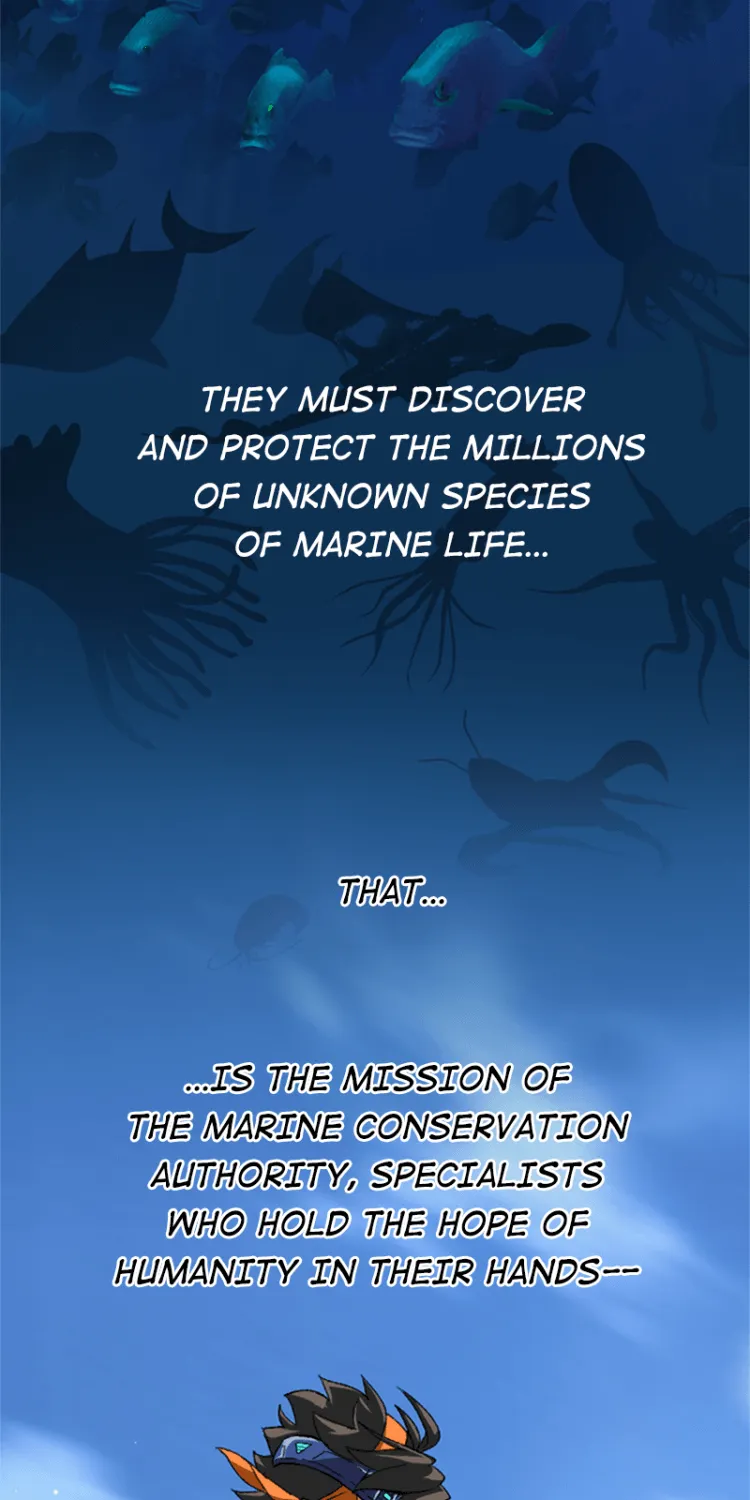 THEY MUST DISCOVER
AND PROTECT THE MILLIONS
OF UNKNOWN SPECIES
OF MARINE LIFE...
THAT...
...IS THE MISSION OF
THE MARINE CONSERVATION
AUTHORITY, SPECIALISTS
WHO HOLD THE HOPE OF
HUMANITY IN THEIR HANDS--